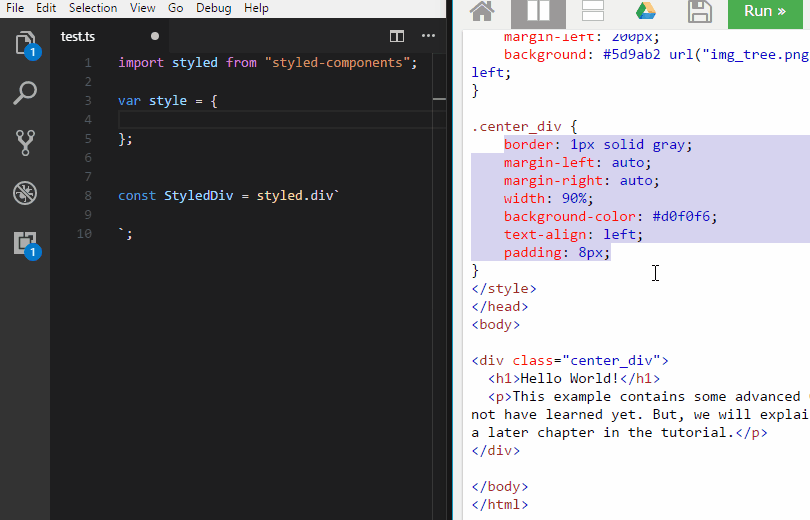 File Edit Selection View Go Debug Help
test.ts
1 import styled from "styled-components";
2
3 var style = {
4
5 };
6
7
8 const StyledDiv = styled.div`
9
10 `;
1
1
Run »
margin-left: 200px;
background: #5d9ab2 url("img_tree.png
left;
}
.center_div {
border: 1px solid gray;
margin-left: auto;
margin-right: auto;
width: 90%;
background-color: #d0f0f6;
text-align: left;
padding: 8px;
}
</style>
</head>
<body>
<div class="center_div">
<h1>Hello World!</h1>
<p>This example contains some advanced
not have learned yet. But, we will explai
a later chapter in the tutorial.</p>
</div>
</body>
</html>